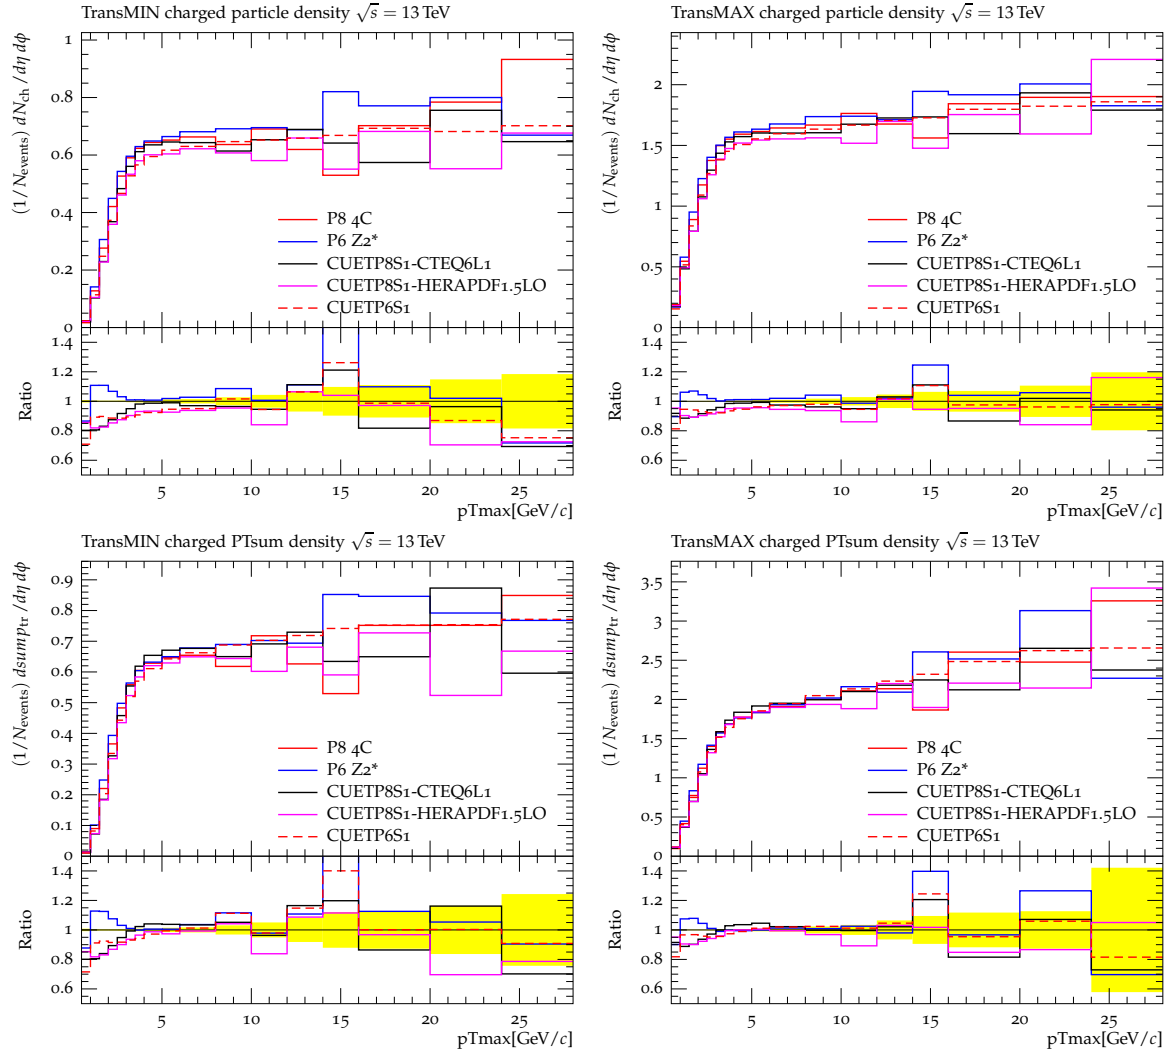 TransMIN charged particle density √s = 13 TeV
(1/N_events) dN_ch/dη dϕ
1
0.8
0.6
0.4
0.2
0
P8 4C
P6 Z2*
CUETP8S1-CTEQ6L1
CUETP8S1-HERAPDF1.5LO
CUETP6S1
Ratio
1.4
1.2
1
0.8
0.6
5 10 15 20 25
pTmax[GeV/c]
TransMAX charged particle density √s = 13 TeV
(1/N_events) dN_ch/dη dϕ
2
1.5
1
0.5
0
P8 4C
P6 Z2*
CUETP8S1-CTEQ6L1
CUETP8S1-HERAPDF1.5LO
CUETP6S1
Ratio
1.4
1.2
1
0.8
0.6
5 10 15 20 25
pTmax[GeV/c]
TransMIN charged PTsum density √s = 13 TeV
(1/N_events) dsump_tr/dη dϕ
0.9
0.8
0.7
0.6
0.5
0.4
0.3
0.2
0.1
0
P8 4C
P6 Z2*
CUETP8S1-CTEQ6L1
CUETP8S1-HERAPDF1.5LO
CUETP6S1
Ratio
1.4
1.2
1
0.8
0.6
5 10 15 20 25
pTmax[GeV/c]
TransMAX charged PTsum density √s = 13 TeV
(1/N_events) dsump_tr/dη dϕ
3.5
3
2.5
2
1.5
1
0.5
0
P8 4C
P6 Z2*
CUETP8S1-CTEQ6L1
CUETP8S1-HERAPDF1.5LO
CUETP6S1
Ratio
1.4
1.2
1
0.8
0.6
5 10 15 20 25
pTmax[GeV/c]